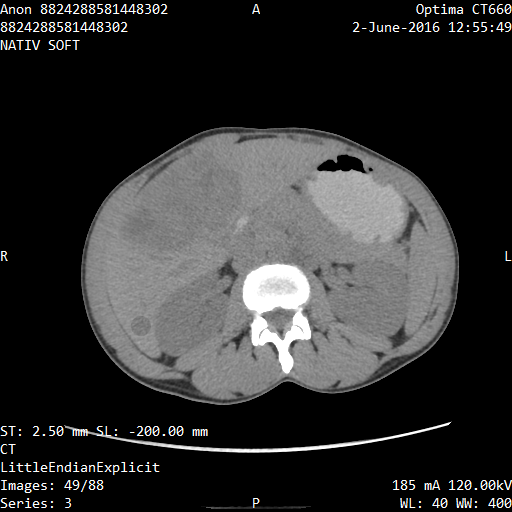 Anon 8824288581448302
A
Optima CT660
8824288581448302
2-June-2016 12:55:49
NATIV SOFT
R
L
ST: 2.50 mm SL: -200.00 mm
CT
LittleEndianExplicit
Images: 49/88
185 mA 120.00kV
Series: 3
P
WL: 40 WW: 400